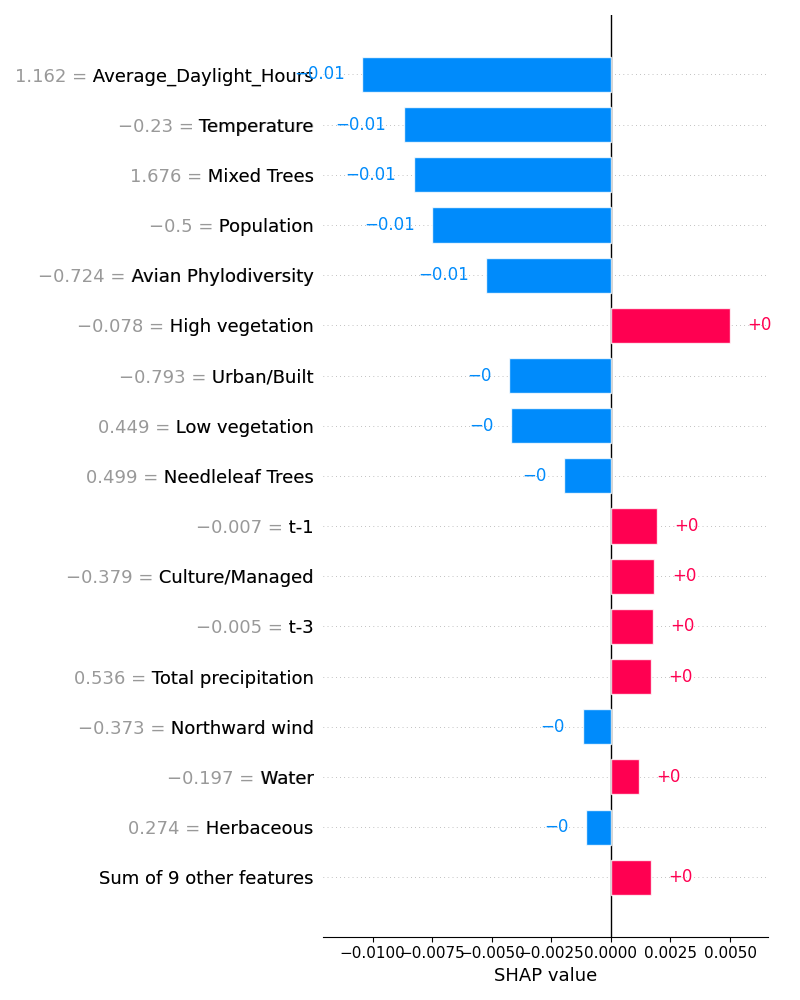 1.162 = Average_Daylight_Hours −0.01
−0.23 = Temperature −0.01
1.676 = Mixed Trees −0.01
−0.5 = Population −0.01
−0.724 = Avian Phylodiversity −0.01
−0.078 = High vegetation +0
−0.793 = Urban/Built −0
0.449 = Low vegetation −0
0.499 = Needleleaf Trees −0
−0.007 = t-1 +0
−0.379 = Culture/Managed +0
−0.005 = t-3 +0
0.536 = Total precipitation +0
−0.373 = Northward wind −0
−0.197 = Water +0
0.274 = Herbaceous −0
Sum of 9 other features +0
−0.0100 −0.0075 −0.0050 −0.0025 0.0000 0.0025 0.0050
SHAP value